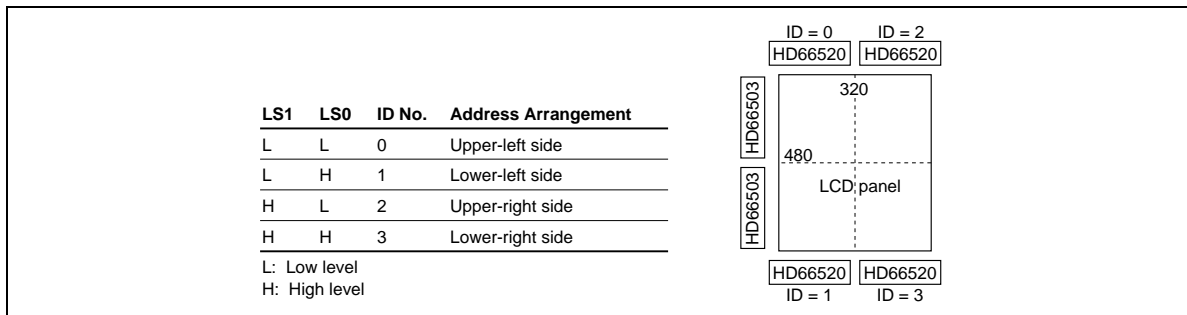 LS1 LS0 ID No. Address Arrangement
L L 0 Upper-left side
L H 1 Lower-left side
H L 2 Upper-right side
H H 3 Lower-right side
L: Low level
H: High level
ID = 0 ID = 2
HD66520 HD66520
HD66503
320
480
HD66503
LCD panel
HD66520 HD66520
ID = 1 ID = 3